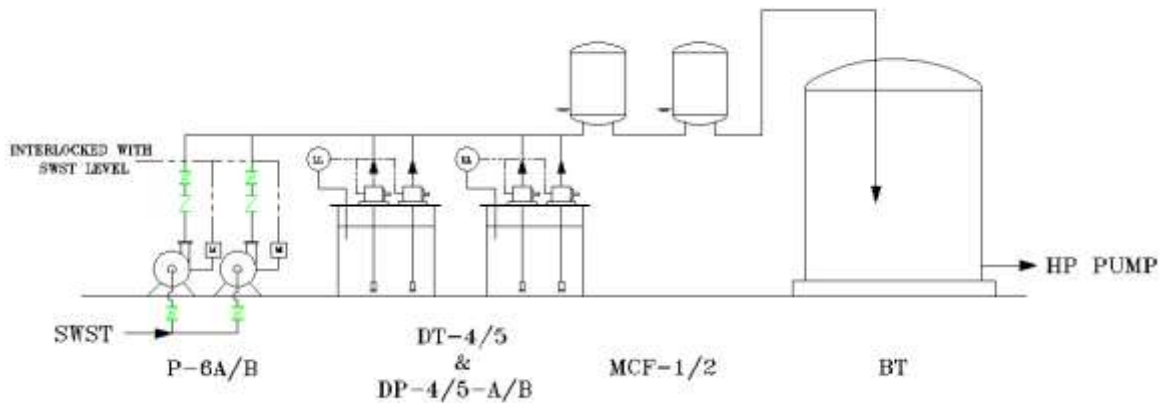 INTERLOCKED WITH
SWST LEVEL
LL
LL
M
M
SWST
HP PUMP
P-6A/B
DT-4/5
&
DP-4/5-A/B
MCF-1/2
BT